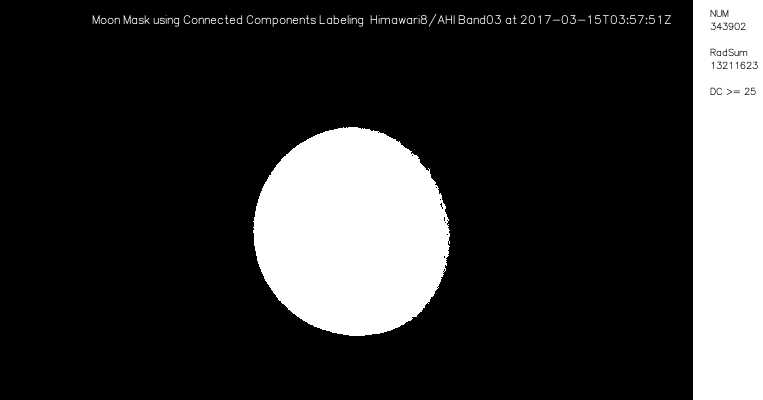 Moon Mask using Connected Components Labeling Himawari8/AHI Band03 at 2017-03-15T03:57:51Z
NUM
343902
RadSum
13211623
DC >= 25